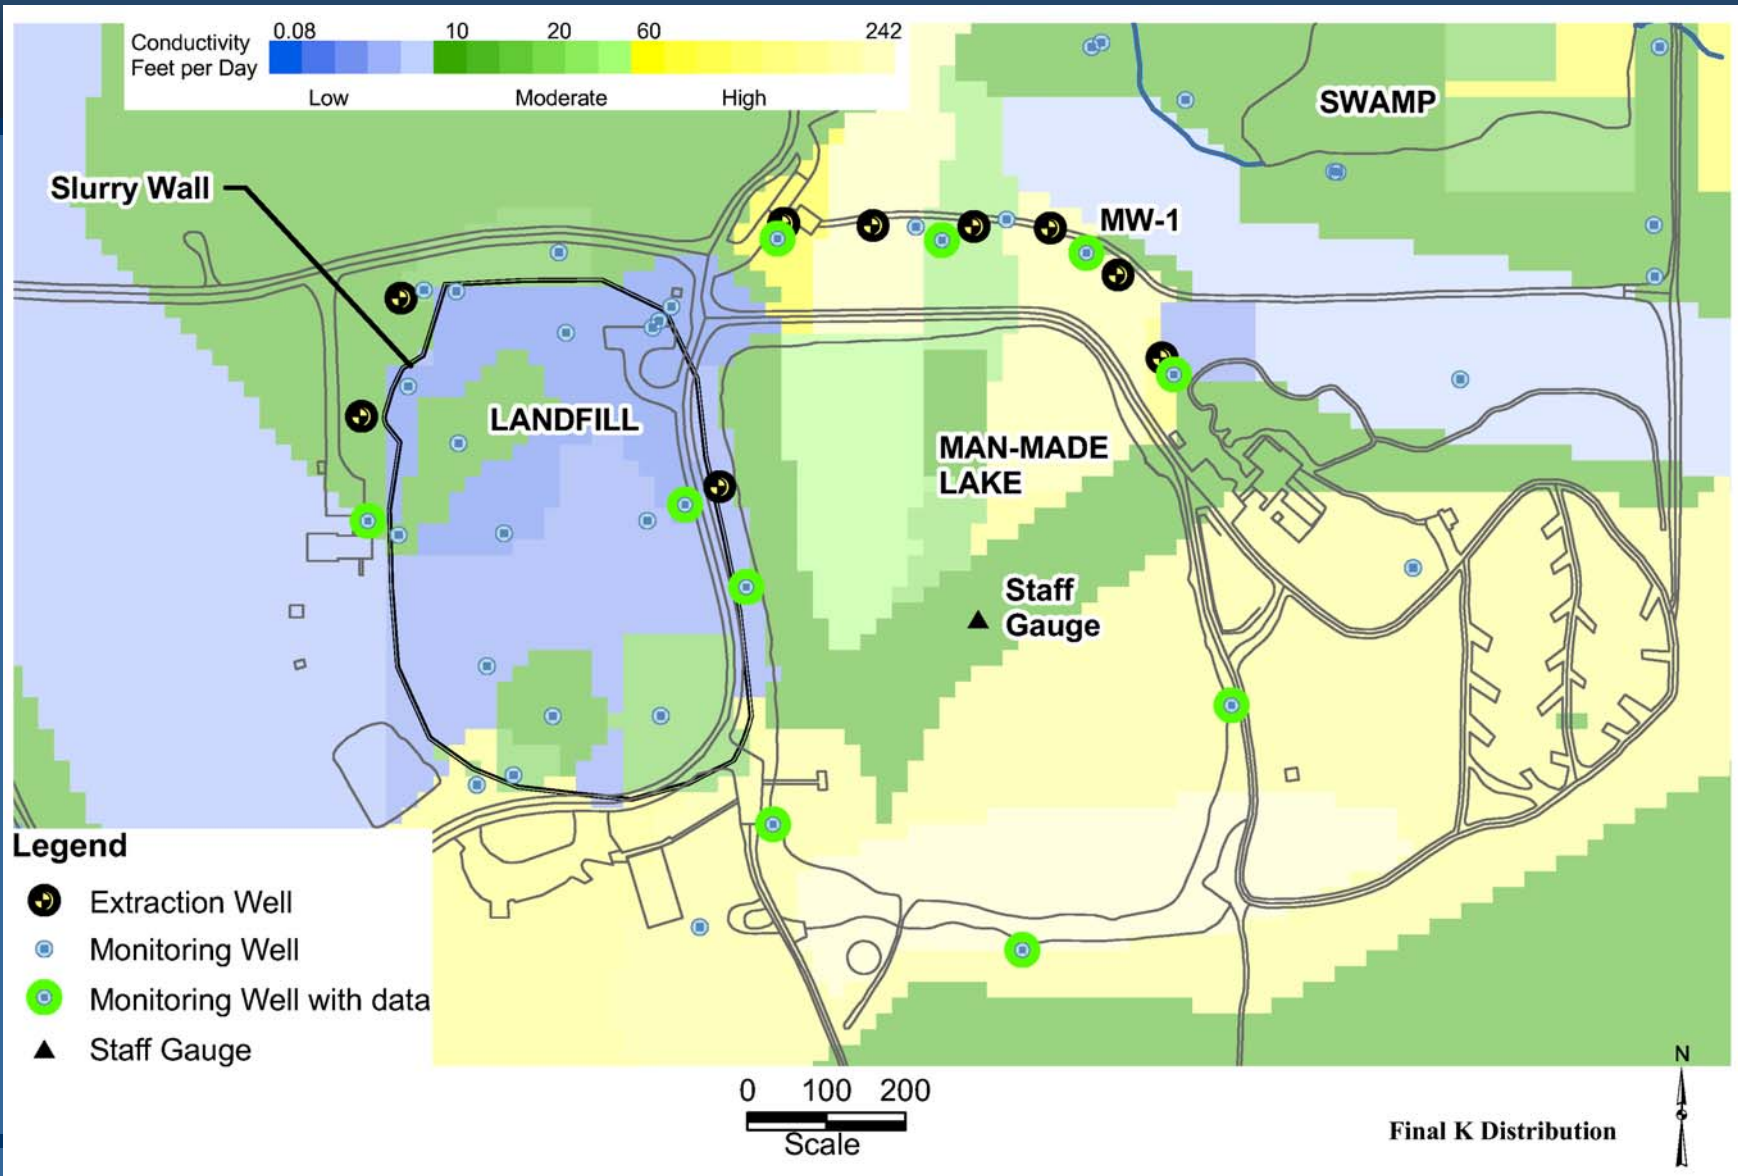 Conductivity
Feet per Day
0.08 10 20 60 242
Low Moderate High
SWAMP
Slurry Wall
MW-1
LANDFILL
MAN-MADE
LAKE
Staff
Gauge
Legend
Extraction Well
Monitoring Well
Monitoring Well with data
Staff Gauge
0 100 200
Scale
N
Final K Distribution